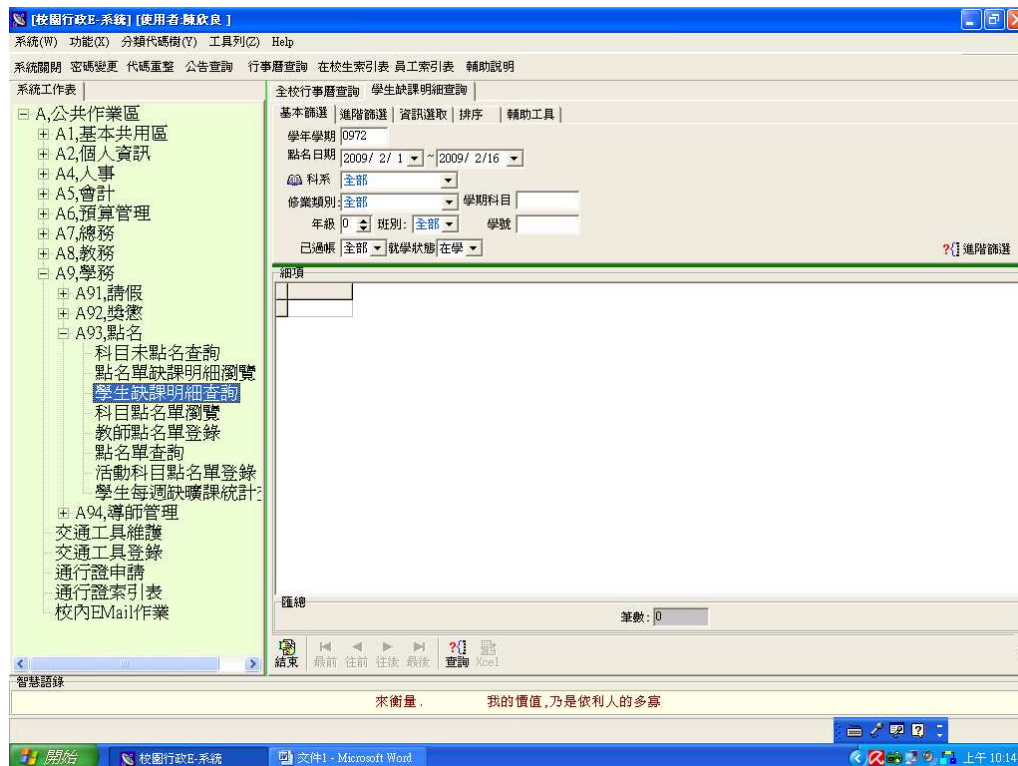 [校園行政E-系統] [使用者:陳欣良 ]
系統(W) 功能(X) 分類代碼樹(Y) 工具列(Z) Help
系統關閉 密碼變更 代碼重整 公告查詢 行事曆查詢 在校生索引表 員工索引表 輔助說明
系統工作表
A,公共作業區
A1,基本共用區
A2,個人資訊
A4,人事
A5,會計
A6,預算管理
A7,總務
A8,教務
A9,學務
A91,請假
A92,獎懲
A93,點名
科目未點名查詢
點名單缺課明細瀏覽
學生缺課明細查詢
科目點名單瀏覽
教師點名單登錄
點名單查詢
活動科目點名單登錄
學生每週缺曠課統計
A94,導師管理
交通工具維護
交通工具登錄
通行證申請
通行證索引表
校內EMail作業
全校行事曆查詢 學生缺課明細查詢
基本篩選 進階篩選 資訊選取 排序 輔助工具
學年學期 0972
點名日期 2009/ 2/ 1 ~ 2009/ 2/16
科系 全部
修業類別: 全部 學期科目
年級 0 班別: 全部 學號
已過帳 全部 就學狀態 在學 ?{} 進階篩選
細項
匯總
筆數: 0
結束 最前 往前 往後 最後 查詢 Xcel
智慧語錄
來衡量. 我的價值,乃是依利人的多寡
開始 校園行政E-系統 文件1 - Microsoft Word 上午 10:14